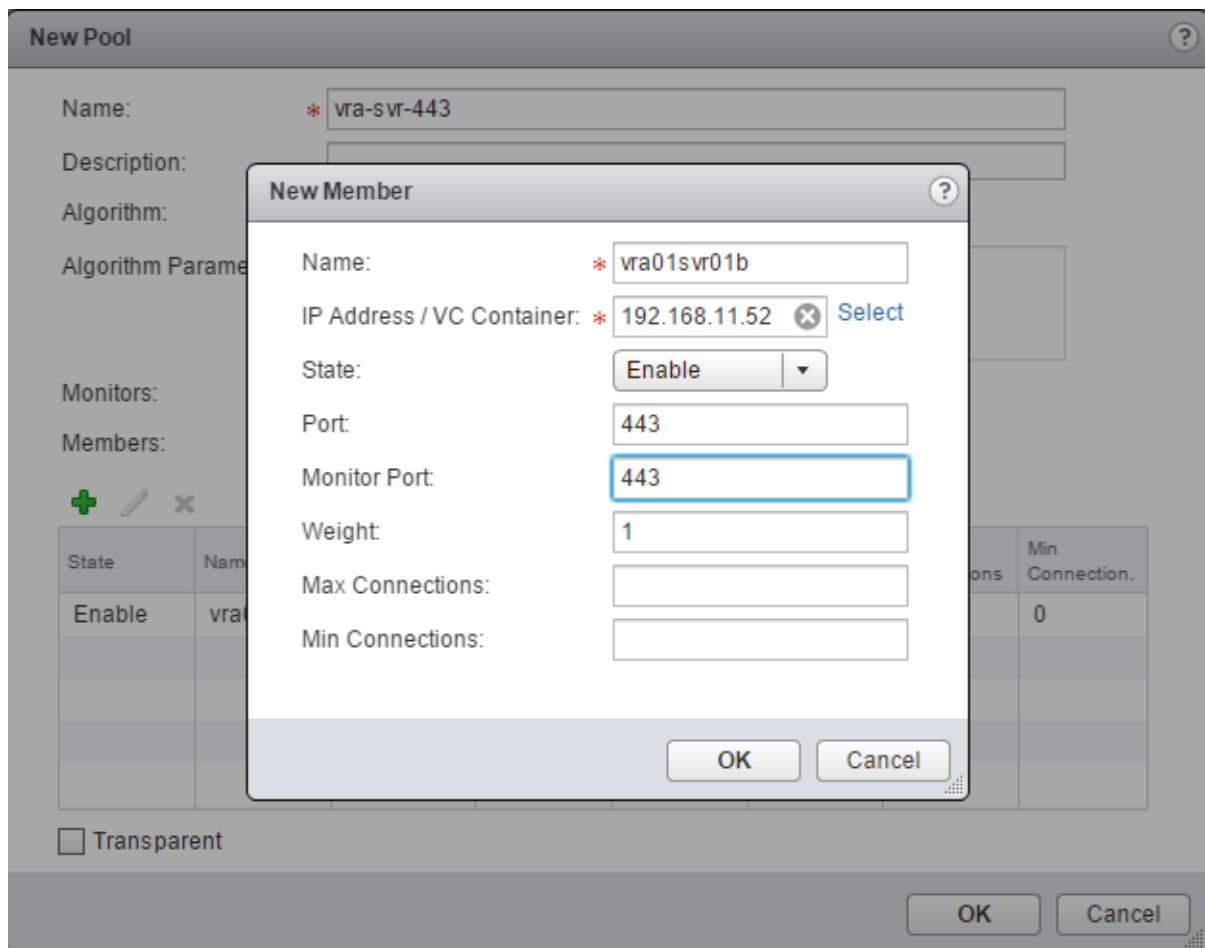 New Pool ?
Name: * vra-svr-443
Description:
New Member ?
Algorithm:
Name: * vra01svr01b
Algorithm Parame
IP Address / VC Container: * 192.168.11.52 Select
State: Enable
Monitors:
Port: 443
Members:
Monitor Port: 443
Weight: 1
State Nam ons Min
Connection.
Max Connections:
Enable vra 0
Min Connections:
OK Cancel
Transparent
OK Cancel